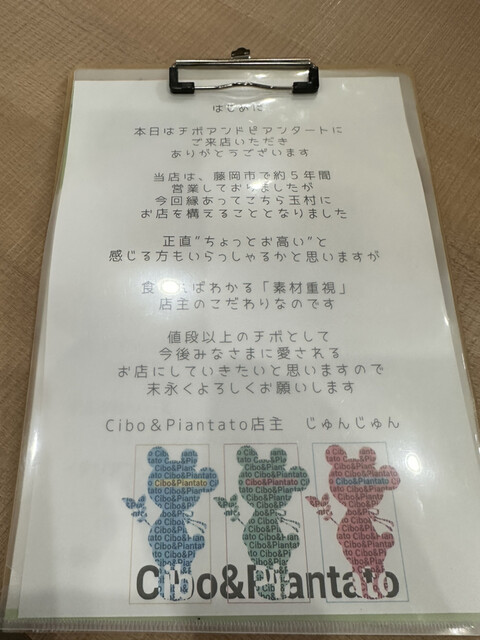 はじめに
本日はチボアンドピアンタートに
ご来店いただき
ありがとうございます
当店は、藤岡市で約5年間
営業しておりましたが
今回縁あってこちら玉村に
お店を構えることとなりました
正直"ちょっとお高い"と
感じる方もいらっしゃるかと思いますが
食 ばわかる「素材重視」
店主のこだわりなのです
値段以上のチボとして
今後みなさまに愛される
お店にしていきたいと思いますので
末永くよろしくお願いします
Cibo&Piantato店主 じゅんじゅん
Cibo&Piantato
Cibo&Piantato
Cibo&Piantato
Cibo&Piantato